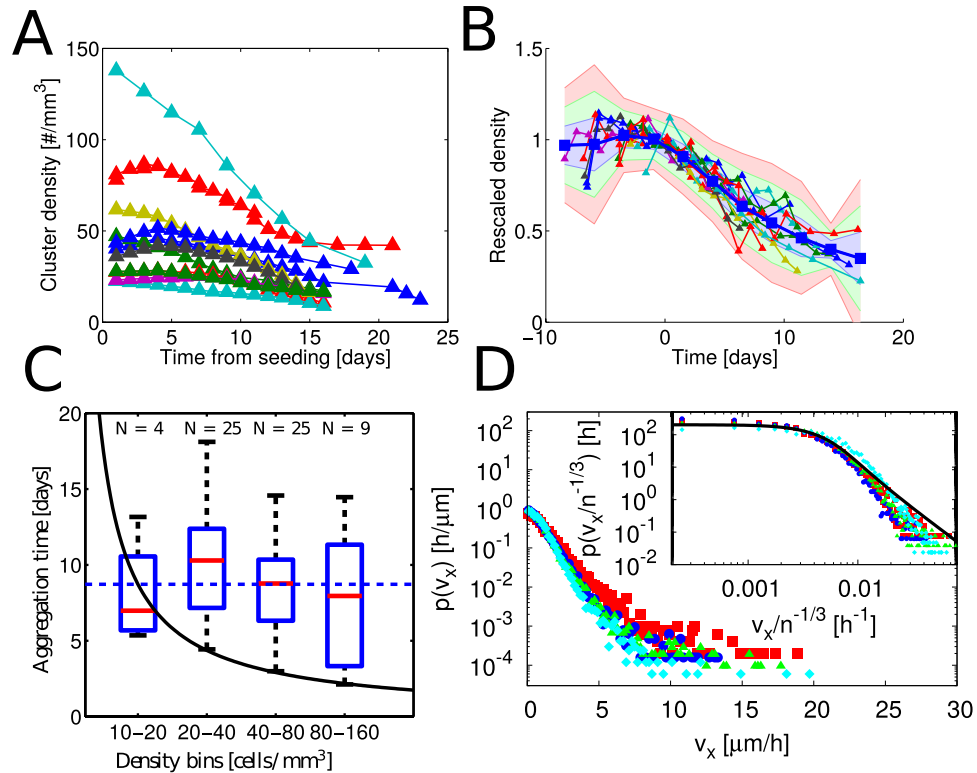 A
150
100
50
0
0 5 10 15 20 25
Cluster density [#/mm³]
Time from seeding [days]
B
1.5
1
0.5
0
−10 0 10 20
Rescaled density
Time [days]
C
20
15
10
5
0
N = 4 N = 25 N = 25 N = 9
10−20 20−40 40−80 80−160
Aggregation time[days]
Density bins [cells/mm³]
D
10²
10¹
10⁰
10⁻¹
10⁻²
10⁻³
10⁻⁴
0 5 10 15 20 25 30
p(vₓ) [h/μm]
vₓ [μm/h]
10²
10¹
10⁰
10⁻¹
10⁻²
0.001 0.01
p(vₓ/n⁻¹ᐟ³) [h]
vₓ/n⁻¹ᐟ³ [h⁻¹]